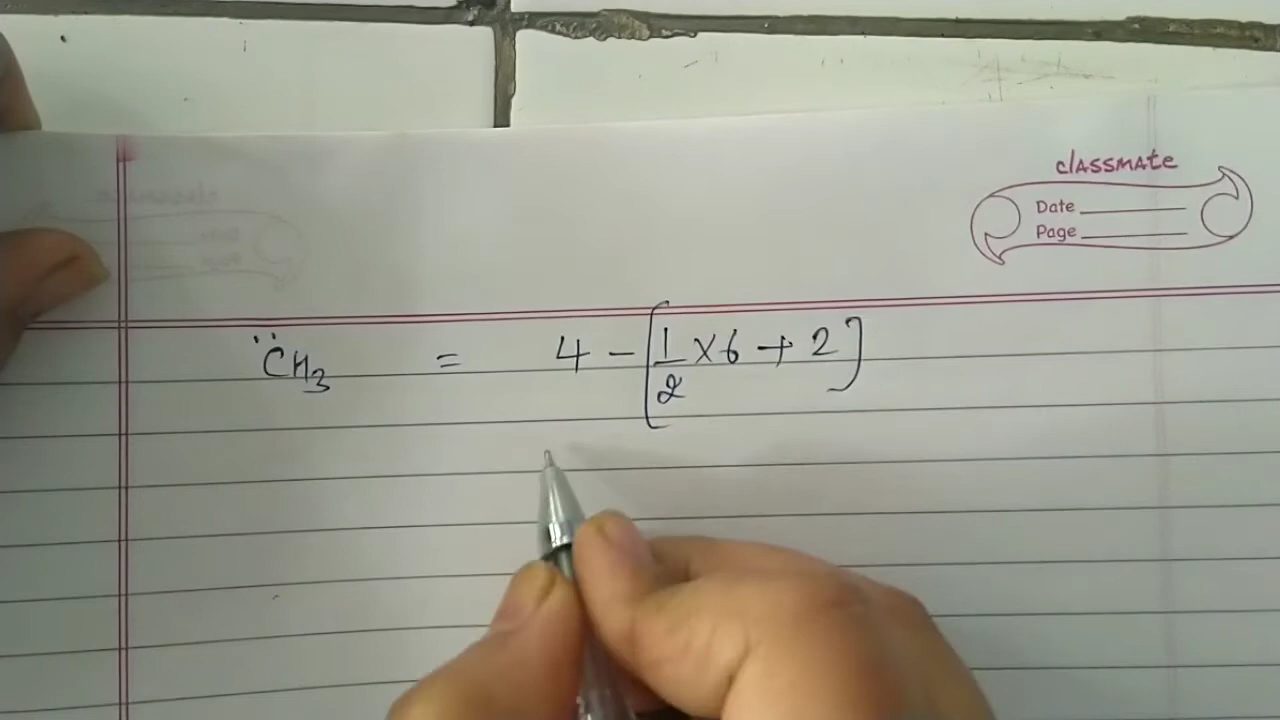 classmate
Date
Page
C̈H₃ = 4 - [1/2 × 6 + 2]